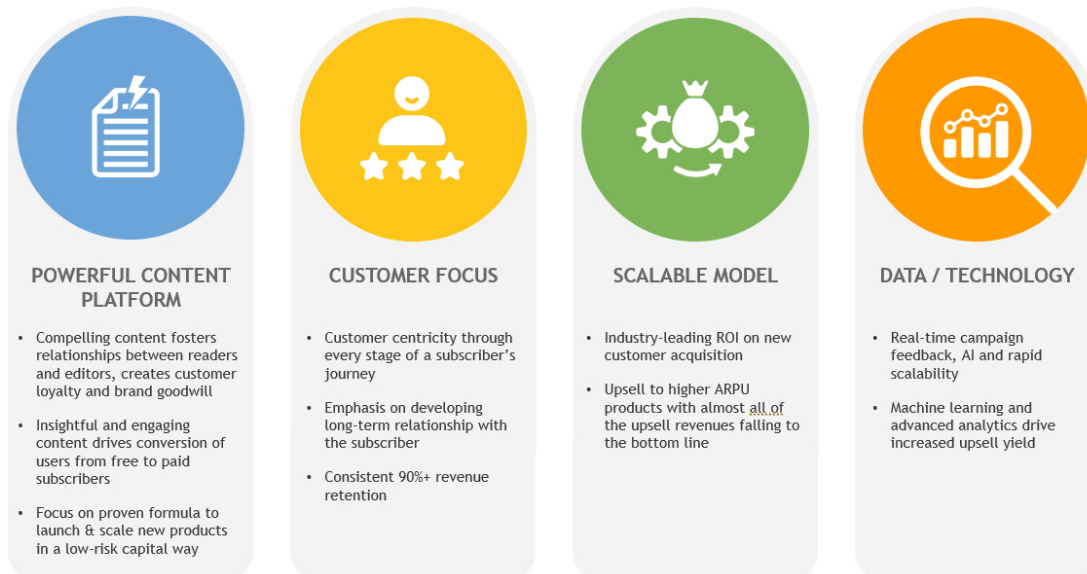 POWERFUL CONTENT
PLATFORM
• Compelling content fosters
relationships between readers
and editors, creates customer
loyalty and brand goodwill
• Insightful and engaging
content drives conversion of
users from free to paid
subscribers
• Focus on proven formula to
launch & scale new products
in a low-risk capital way
CUSTOMER FOCUS
• Customer centricity through
every stage of a subscriber's
journey
• Emphasis on developing
long-term relationship with
the subscriber
• Consistent 90%+ revenue
retention
SCALABLE MODEL
• Industry-leading ROI on new
customer acquisition
• Upsell to higher ARPU
products with almost all of
the upsell revenues falling to
the bottom line
DATA / TECHNOLOGY
• Real-time campaign
feedback, AI and rapid
scalability
• Machine learning and
advanced analytics drive
increased upsell yield